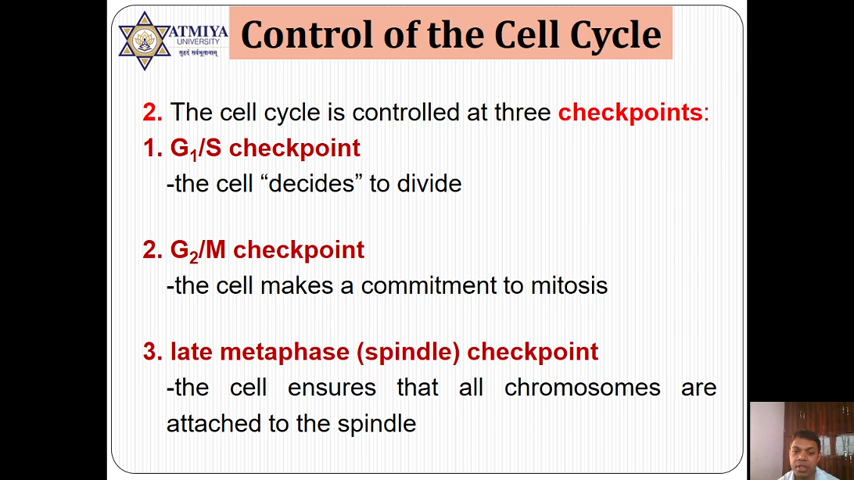 ATMIYA
UNIVERSITY
Control of the Cell Cycle
2. The cell cycle is controlled at three checkpoints:
1. G₁/S checkpoint
-the cell “decides” to divide
2. G₂/M checkpoint
-the cell makes a commitment to mitosis
3. late metaphase (spindle) checkpoint
-the cell ensures that all chromosomes are
attached to the spindle